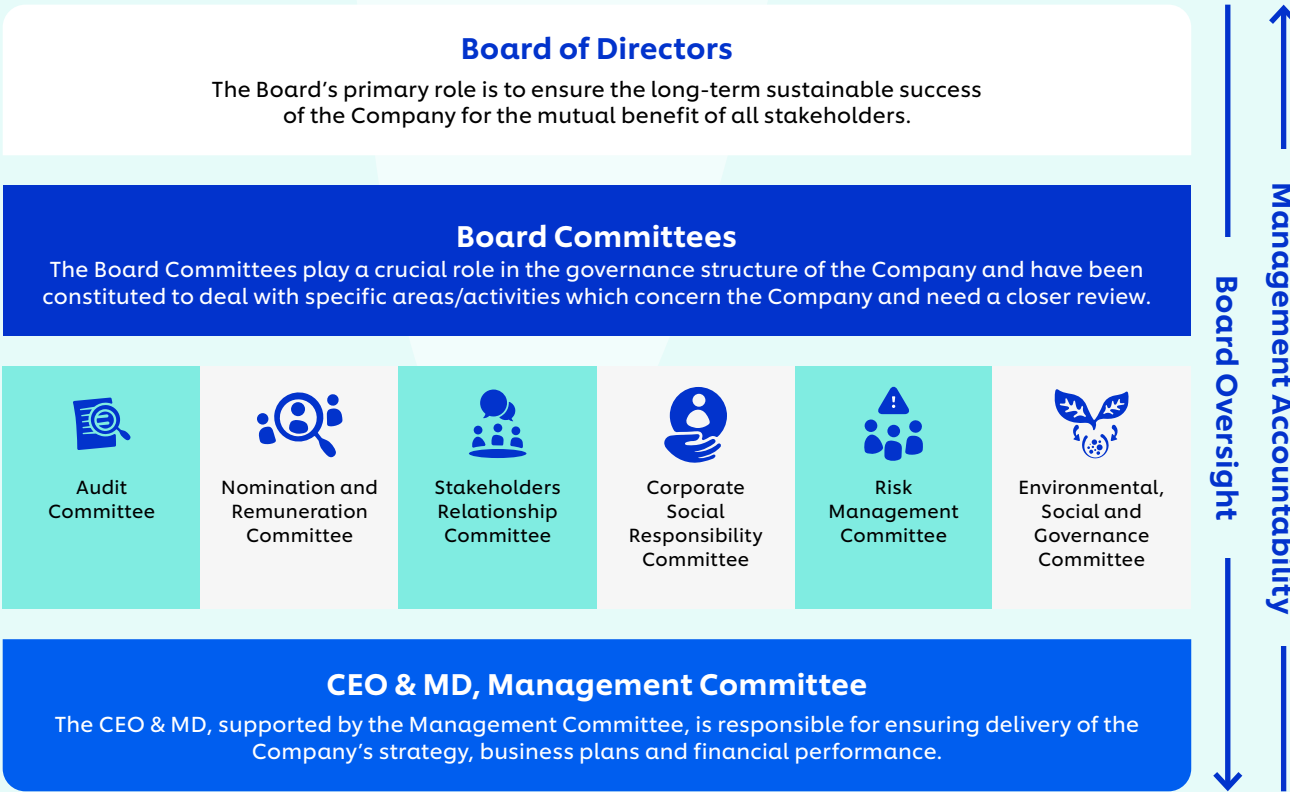 Board of Directors
The Board's primary role is to ensure the long-term sustainable success
of the Company for the mutual benefit of all stakeholders.
Board Committees
The Board Committees play a crucial role in the governance structure of the Company and have been
constituted to deal with specific areas/activities which concern the Company and need a closer review.
Audit
Committee
Nomination and
Remuneration
Committee
Stakeholders
Relationship
Committee
Corporate
Social
Responsibility
Committee
Risk
Management
Committee
Environmental,
Social and
Governance
Committee
CEO & MD, Management Committee
The CEO & MD, supported by the Management Committee, is responsible for ensuring delivery of the
Company's strategy, business plans and financial performance.
Board Oversight
Management Accountability